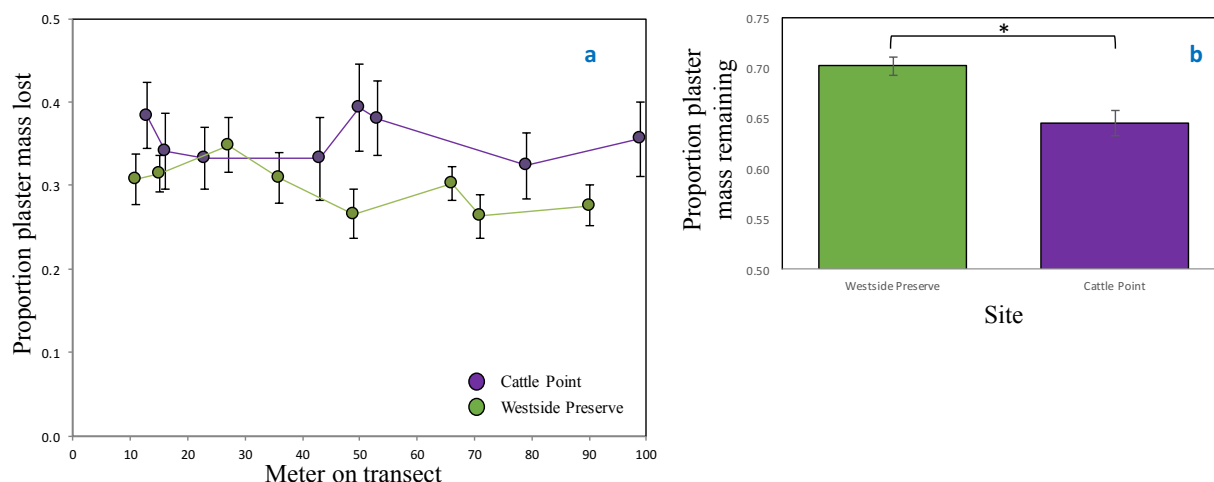 Proportion plaster mass lost
0.5
0.4
0.3
0.2
0.1
0.0
0 10 20 30 40 50 60 70 80 90 100
Meter on transect
a
Cattle Point
Westside Preserve
Proportion plaster
mass remaining
0.75
0.70
0.65
0.60
0.55
0.50
*
b
Westside Preserve Cattle Point
Site